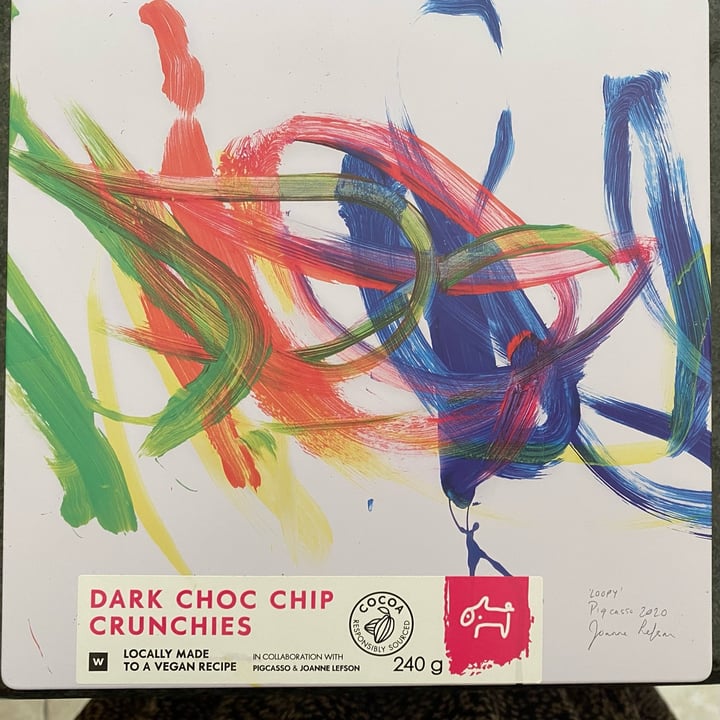 'LOOPY'
Pigcasso 2020
Joanne Lefson
DARK CHOC CHIP
CRUNCHIES
W
LOCALLY MADE
TO A VEGAN RECIPE
IN COLLABORATION WITH
PIGCASSO & JOANNE LEFSON
COCOA
RESPONSIBLY SOURCED
240 g